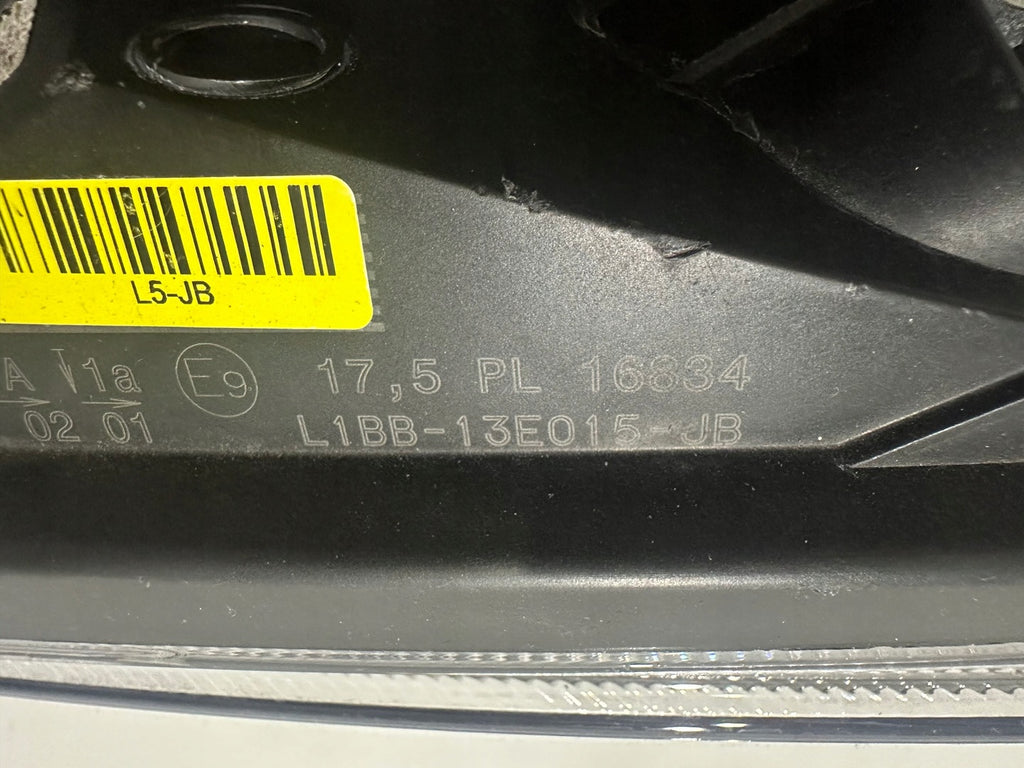 L5-JB
A 1a E9 17,5 PL 16834
02 01 L1BB-13E015-JB